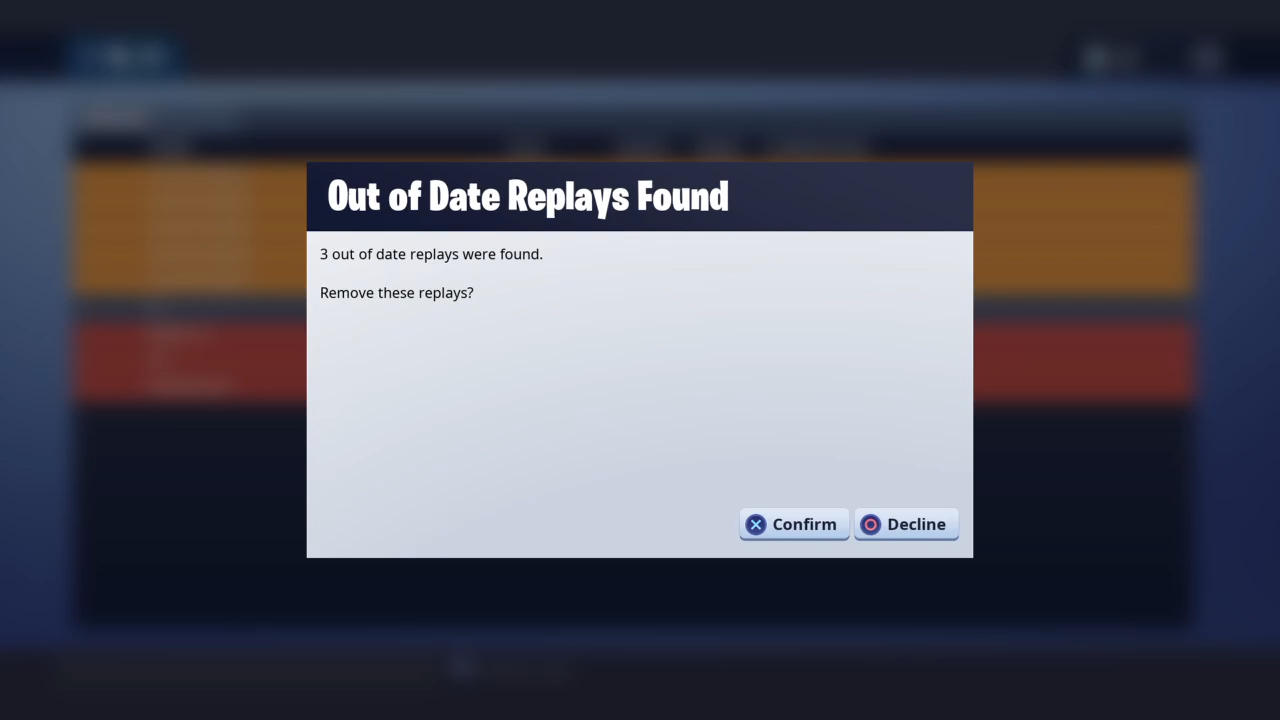 Out of Date Replays Found
3 out of date replays were found.
Remove these replays?
Confirm
Decline